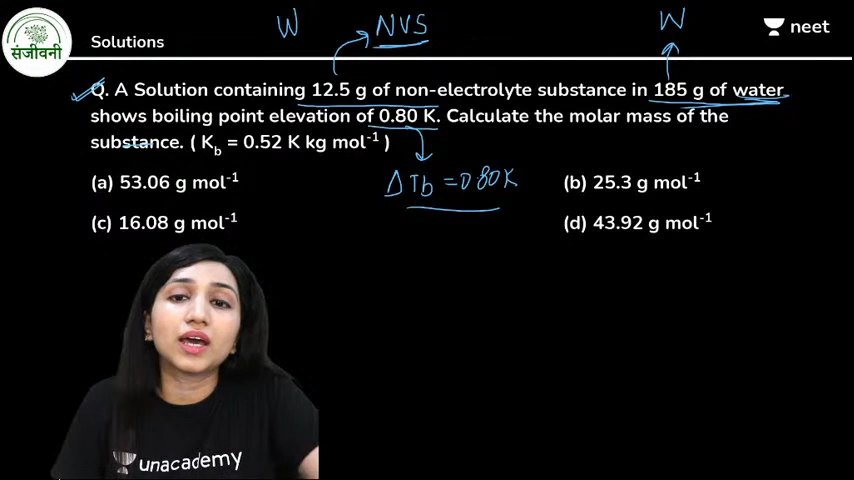 W NVS W
neet
Solutions
संजीवनी
Q. A Solution containing 12.5 g of non-electrolyte substance in 185 g of water
shows boiling point elevation of 0.80 K. Calculate the molar mass of the
substance. ( Kb = 0.52 K kg mol-1 )
(a) 53.06 g mol-1
ΔTb = 0.80K
(b) 25.3 g mol-1
(c) 16.08 g mol-1
(d) 43.92 g mol-1
unacademy